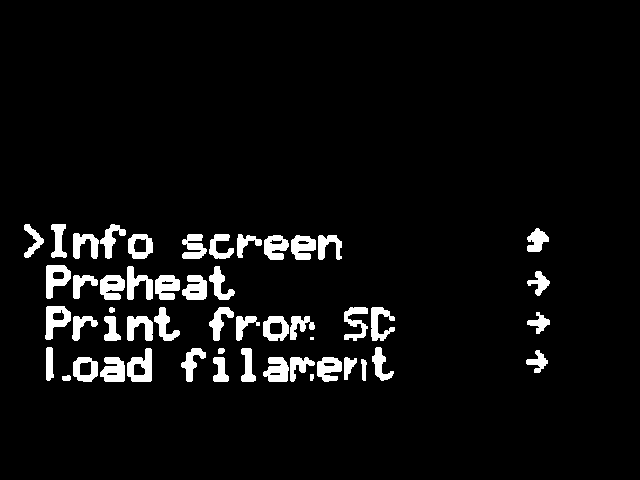 >Info screen ↑
Preheat →
Print from SD →
Load filament →